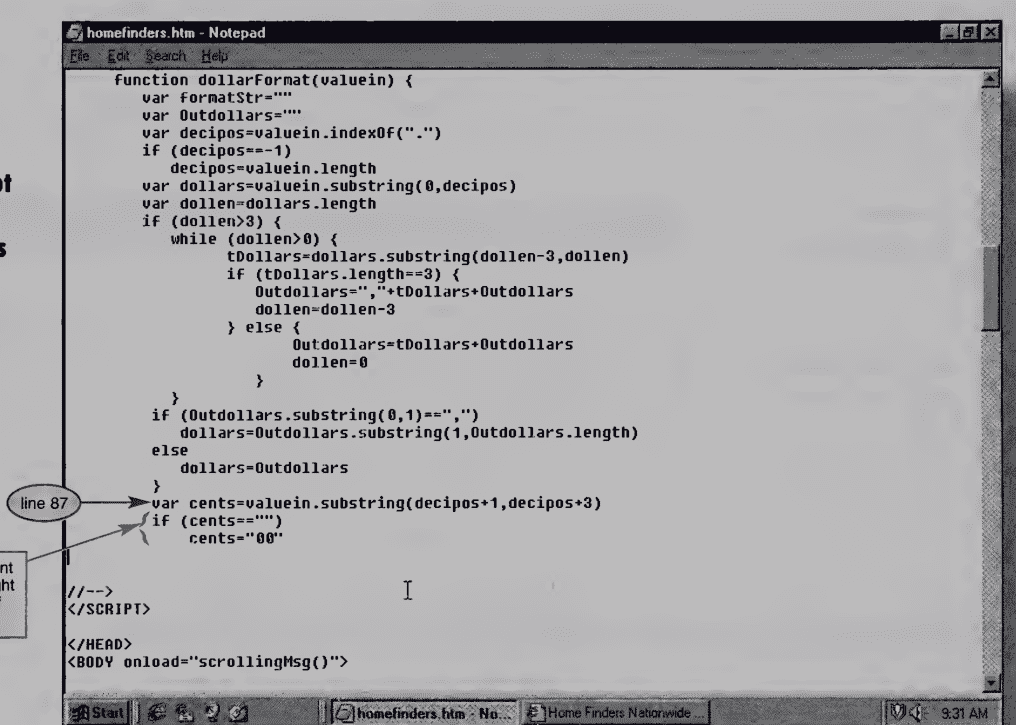 homefinders.htm - Notepad
File Edit Search Help
function dollarFormat(valuein) {
var formatStr=""
var Outdollars=""
var decipos=valuein.indexOf(".")
if (decipos==-1)
decipos=valuein.length
var dollars=valuein.substring(0,decipos)
var dollen=dollars.length
if (dollen>3) {
while (dollen>0) {
tDollars=dollars.substring(dollen-3,dollen)
if (tDollars.length==3) {
Outdollars=","+tDollars+Outdollars
dollen=dollen-3
} else {
Outdollars=tDollars+Outdollars
dollen=0
}
}
if (Outdollars.substring(0,1)==",")
dollars=Outdollars.substring(1,Outdollars.length)
else
dollars=Outdollars
}
line 87
var cents=valuein.substring(decipos+1,decipos+3)
if (cents=="")
cents="00"
//-->
</SCRIPT>
</HEAD>
<BODY onload="scrollingMsg()">
Start
homefinders.htm - No...
Home Finders Nationwide ...
9:31 AM